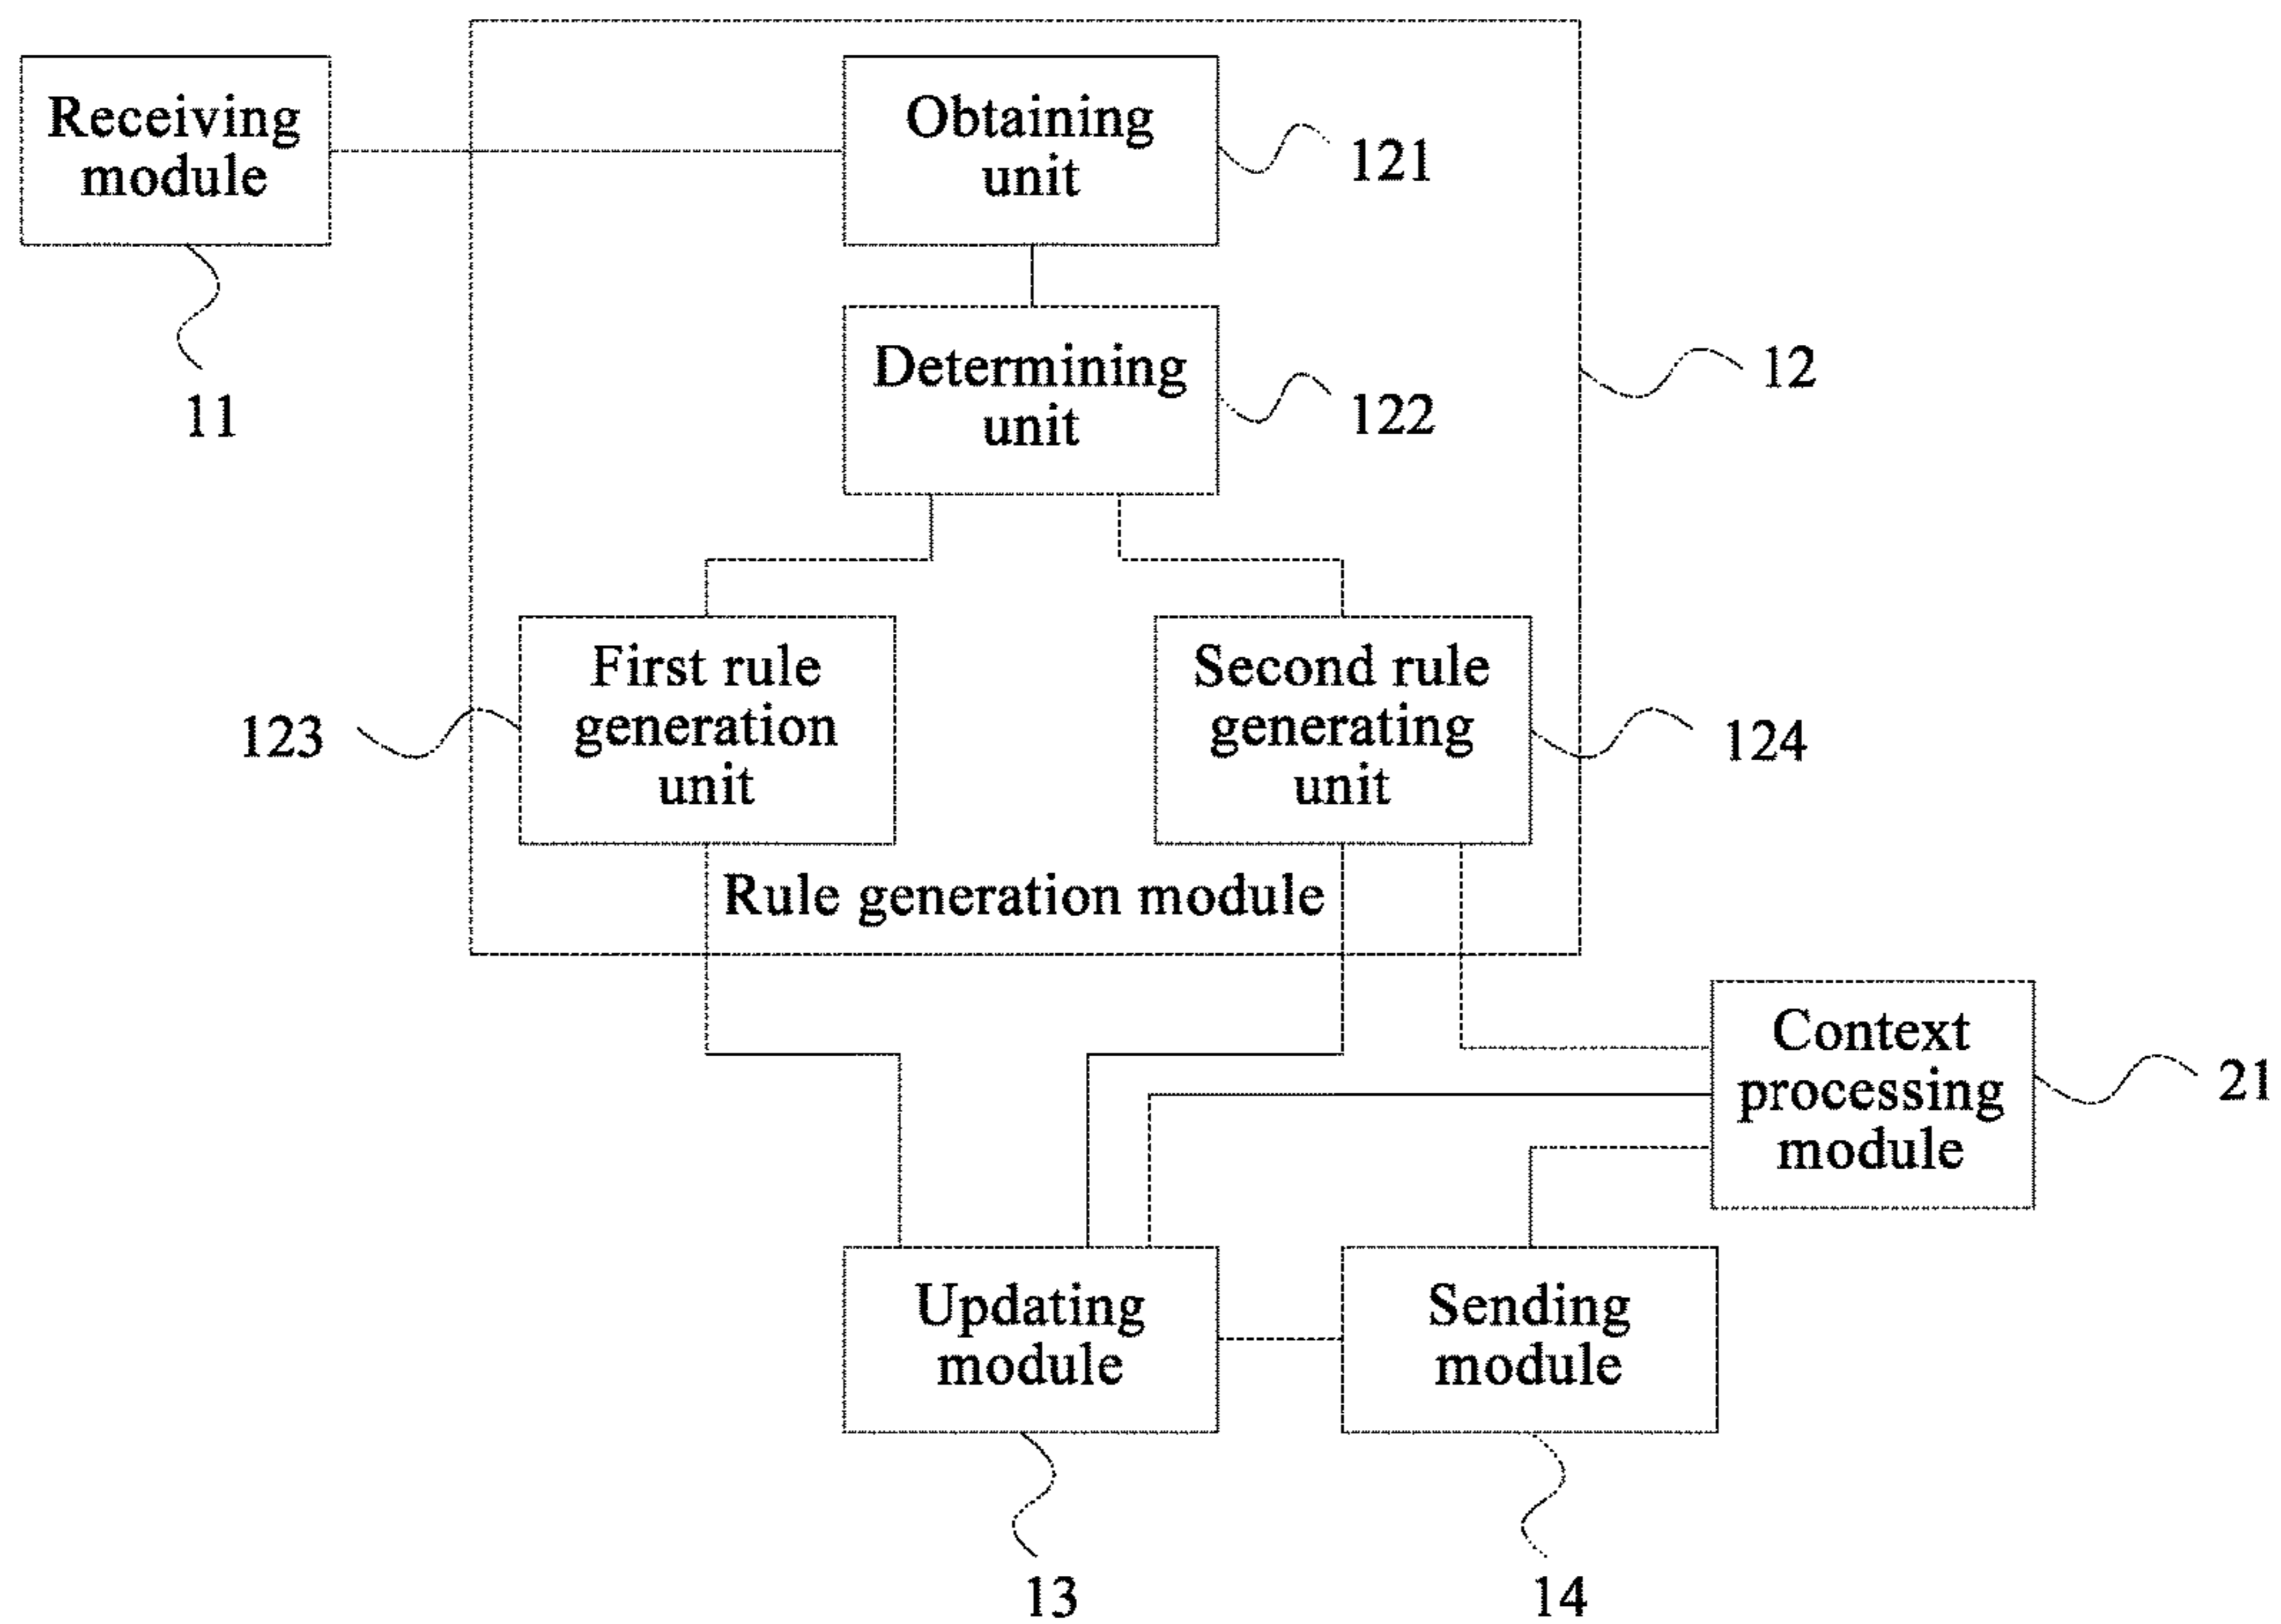 Receiving
module
11
Obtaining
unit
121
Determining
unit
122
12
First rule
generation
unit
123
Second rule
generating
unit
124
Rule generation module
Context
processing
module
21
Updating
module
13
Sending
module
14